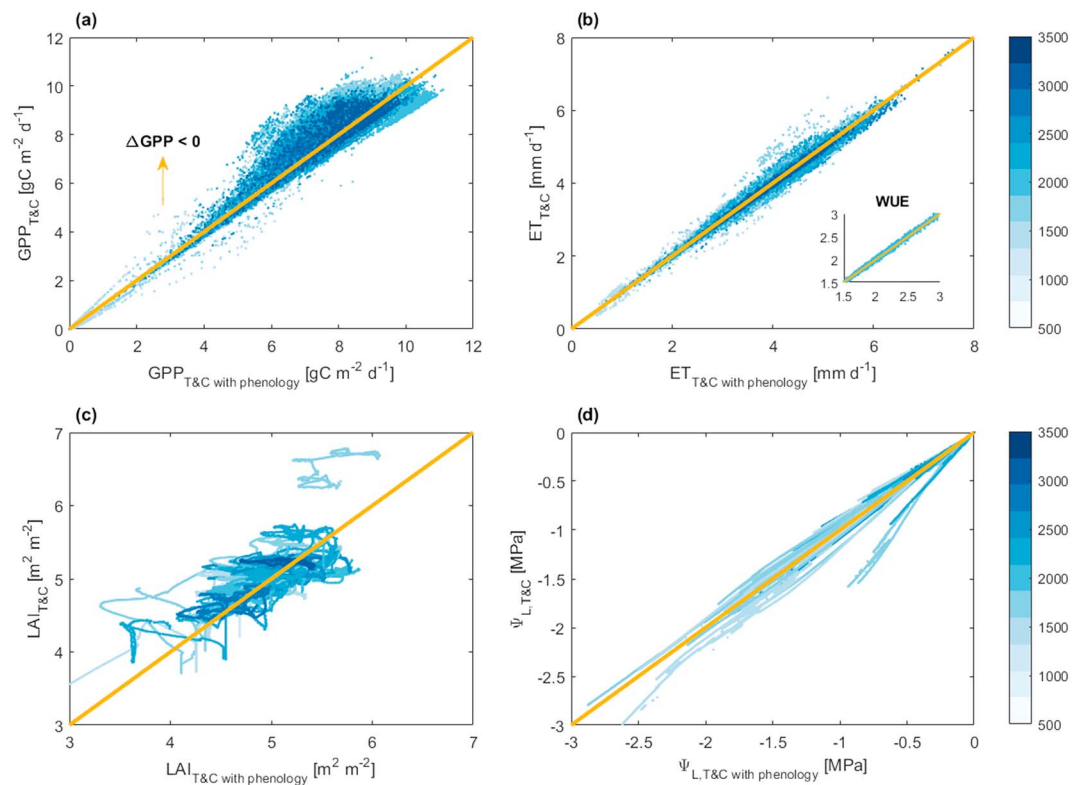 (a)
12
10
8
6
4
2
0
GPP_T&C [gC m⁻² d⁻¹]
△GPP < 0
0 2 4 6 8 10 12
GPP_T&C with phenology [gC m⁻² d⁻¹]
(b)
8
6
4
2
0
ET_T&C [mm d⁻¹]
WUE
3
2.5
2
1.5
1.5 2 2.5 3
0 2 4 6 8
ET_T&C with phenology [mm d⁻¹]
3500
3000
2500
2000
1500
1000
500
(c)
7
6
5
4
3
LAI_T&C [m² m⁻²]
3 4 5 6 7
LAI_T&C with phenology [m² m⁻²]
(d)
0
-0.5
-1
-1.5
-2
-2.5
-3
Ψ_L,T&C [MPa]
-3 -2.5 -2 -1.5 -1 -0.5 0
Ψ_L,T&C with phenology [MPa]
3500
3000
2500
2000
1500
1000
500